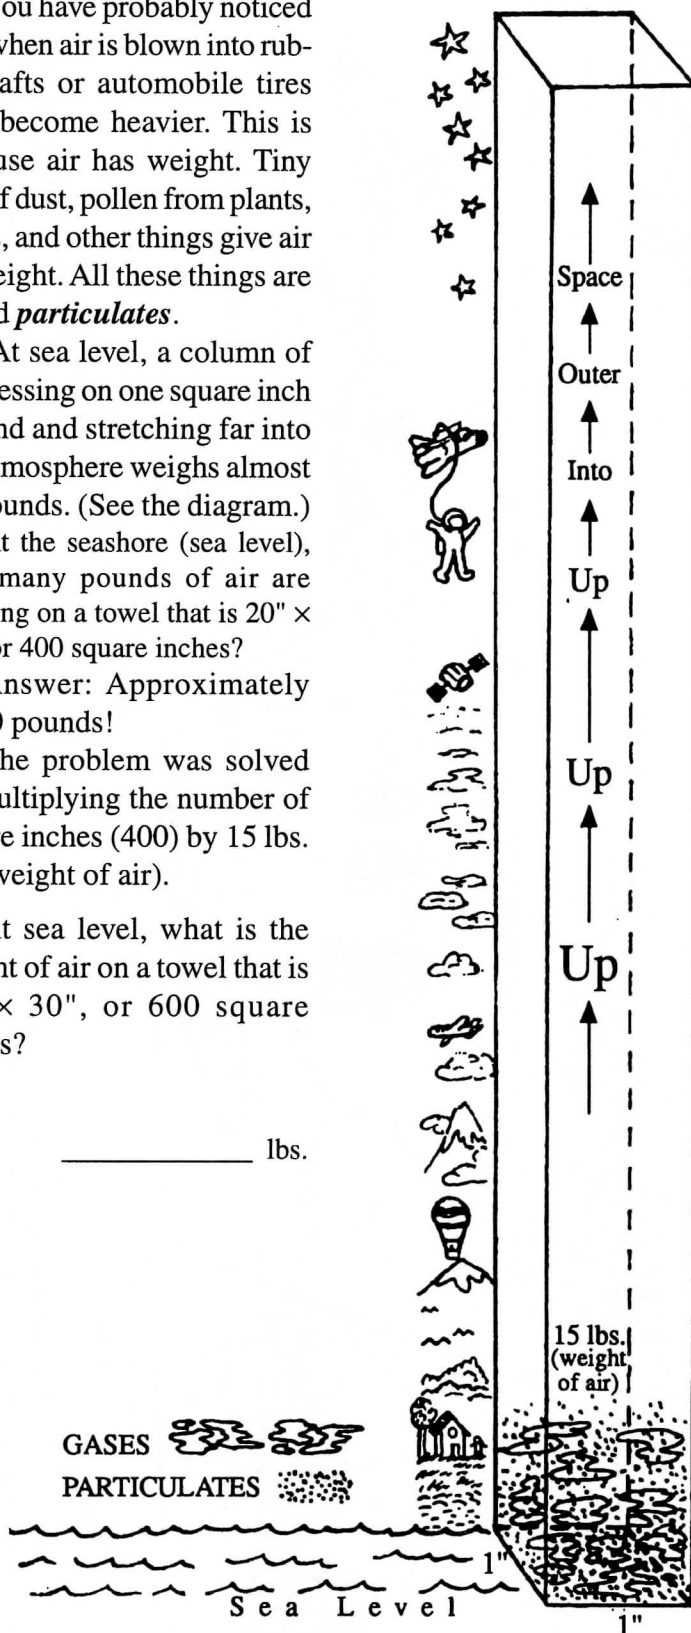 ou have probably noticed
when air is blown into rub-
afts or automobile tires
become heavier. This is
use air has weight. Tiny
f dust, pollen from plants,
, and other things give air
eight. All these things are
d particulates.
At sea level, a column of
essing on one square inch
nd and stretching far into
mosphere weighs almost
ounds. (See the diagram.)
t the seashore (sea level),
many pounds of air are
ng on a towel that is 20" ×
or 400 square inches?
nswer: Approximately
0 pounds!
he problem was solved
ultiplying the number of
re inches (400) by 15 lbs.
weight of air).
t sea level, what is the
ht of air on a towel that is
× 30", or 600 square
s?
lbs.
GASES
PARTICULATES
Space
Outer
Into
Up
Up
Up
15 lbs.
(weight
of air)
1"
Sea Level
1"